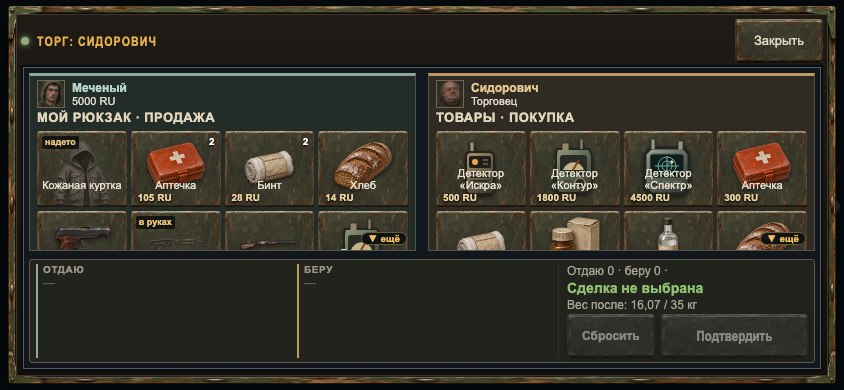 ТОРГ: СИДОРОВИЧ
Закрыть
Меченый
5000 RU
МОЙ РЮКЗАК · ПРОДАЖА
надето
Кожаная куртка
2
Аптечка
105 RU
2
Бинт
28 RU
Хлеб
14 RU
в руках
▼ ещё
Сидорович
Торговец
ТОВАРЫ · ПОКУПКА
Детектор
«Искра»
500 RU
Детектор
«Контур»
1800 RU
Детектор
«Спектр»
4500 RU
Аптечка
300 RU
▼ ещё
ОТДАЮ
—
БЕРУ
—
Отдаю 0 · беру 0 ·
Сделка не выбрана
Вес после: 16,07 / 35 кг
Сбросить
Подтвердить